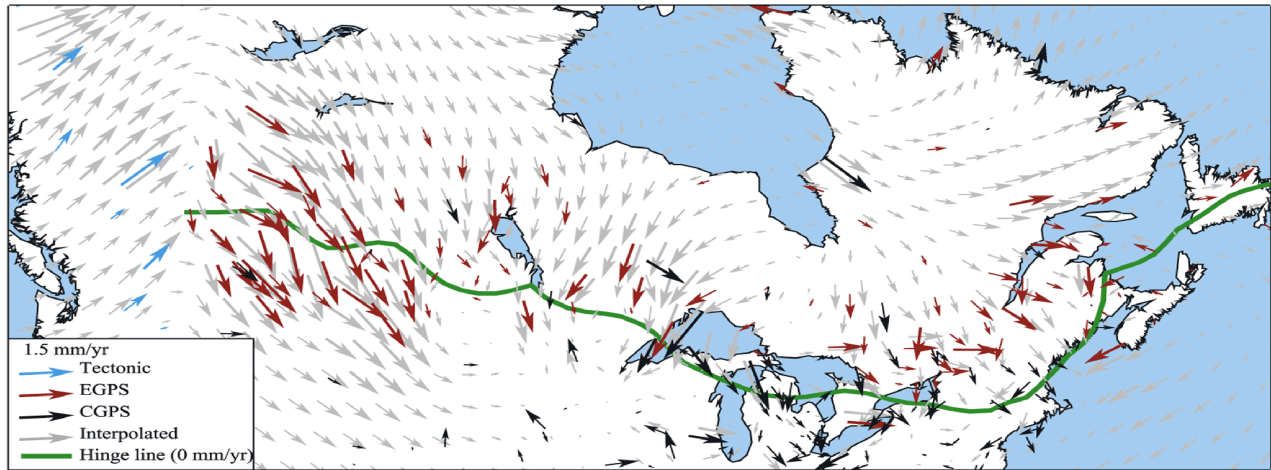 1.5 mm/yr
Tectonic
EGPS
CGPS
Interpolated
Hinge line (0 mm/yr)